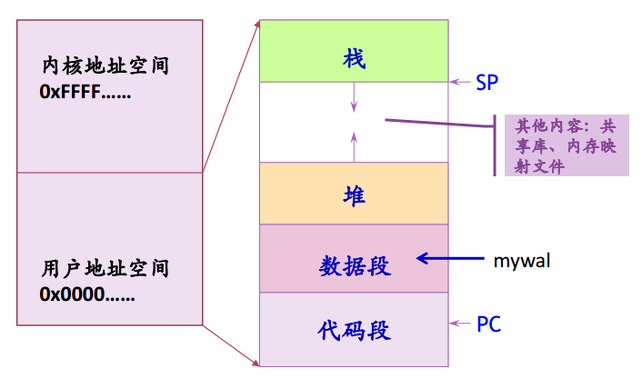 内核地址空间
0xFFFF……
用户地址空间
0x0000……
栈
SP
其他内容：共
享库、内存映
射文件
堆
数据段
mywal
代码段
PC